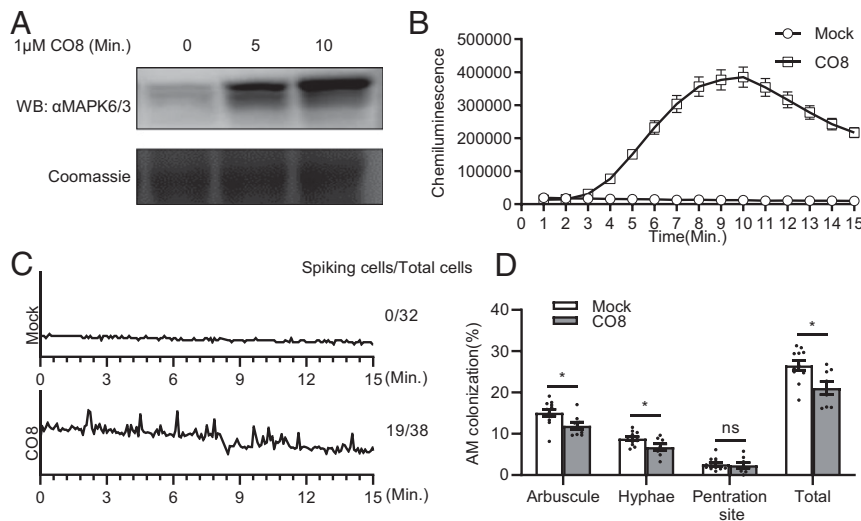 A
1μM CO8 (Min.) 0 5 10
WB: αMAPK6/3
Coomassie
B
Mock
CO8
Chemiluminescence
500000
400000
300000
200000
100000
0
0 1 2 3 4 5 6 7 8 9 10 11 12 13 14 15
Time(Min.)
C
Spiking cells/Total cells
Mock
0/32
0 3 6 9 12 15 (Min.)
CO8
19/38
0 3 6 9 12 15 (Min.)
D
Mock
CO8
AM colonization(%)
40
30
20
10
0
*
*
ns
*
Arbuscule Hyphae Pentration Total
site